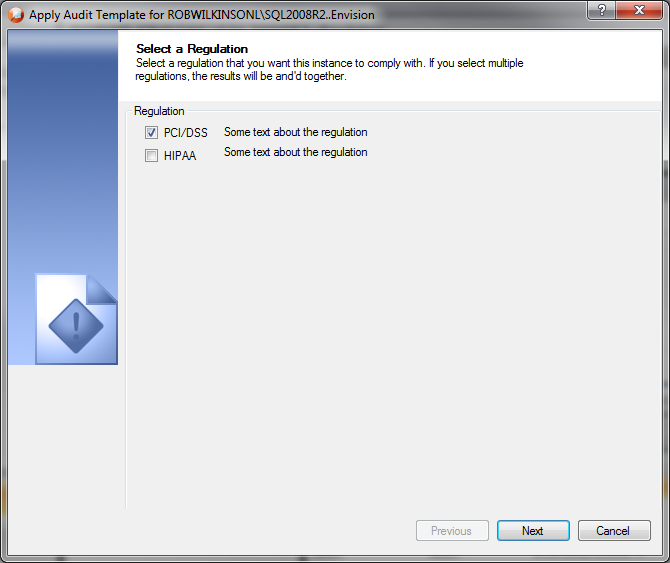 Apply Audit Template for ROBWILKINSONL\SQL2008R2..Envision
Select a Regulation
Select a regulation that you want this instance to comply with. If you select multiple
regulations, the results will be and'd together.
Regulation
PCI/DSS Some text about the regulation
HIPAA Some text about the regulation
Previous Next Cancel